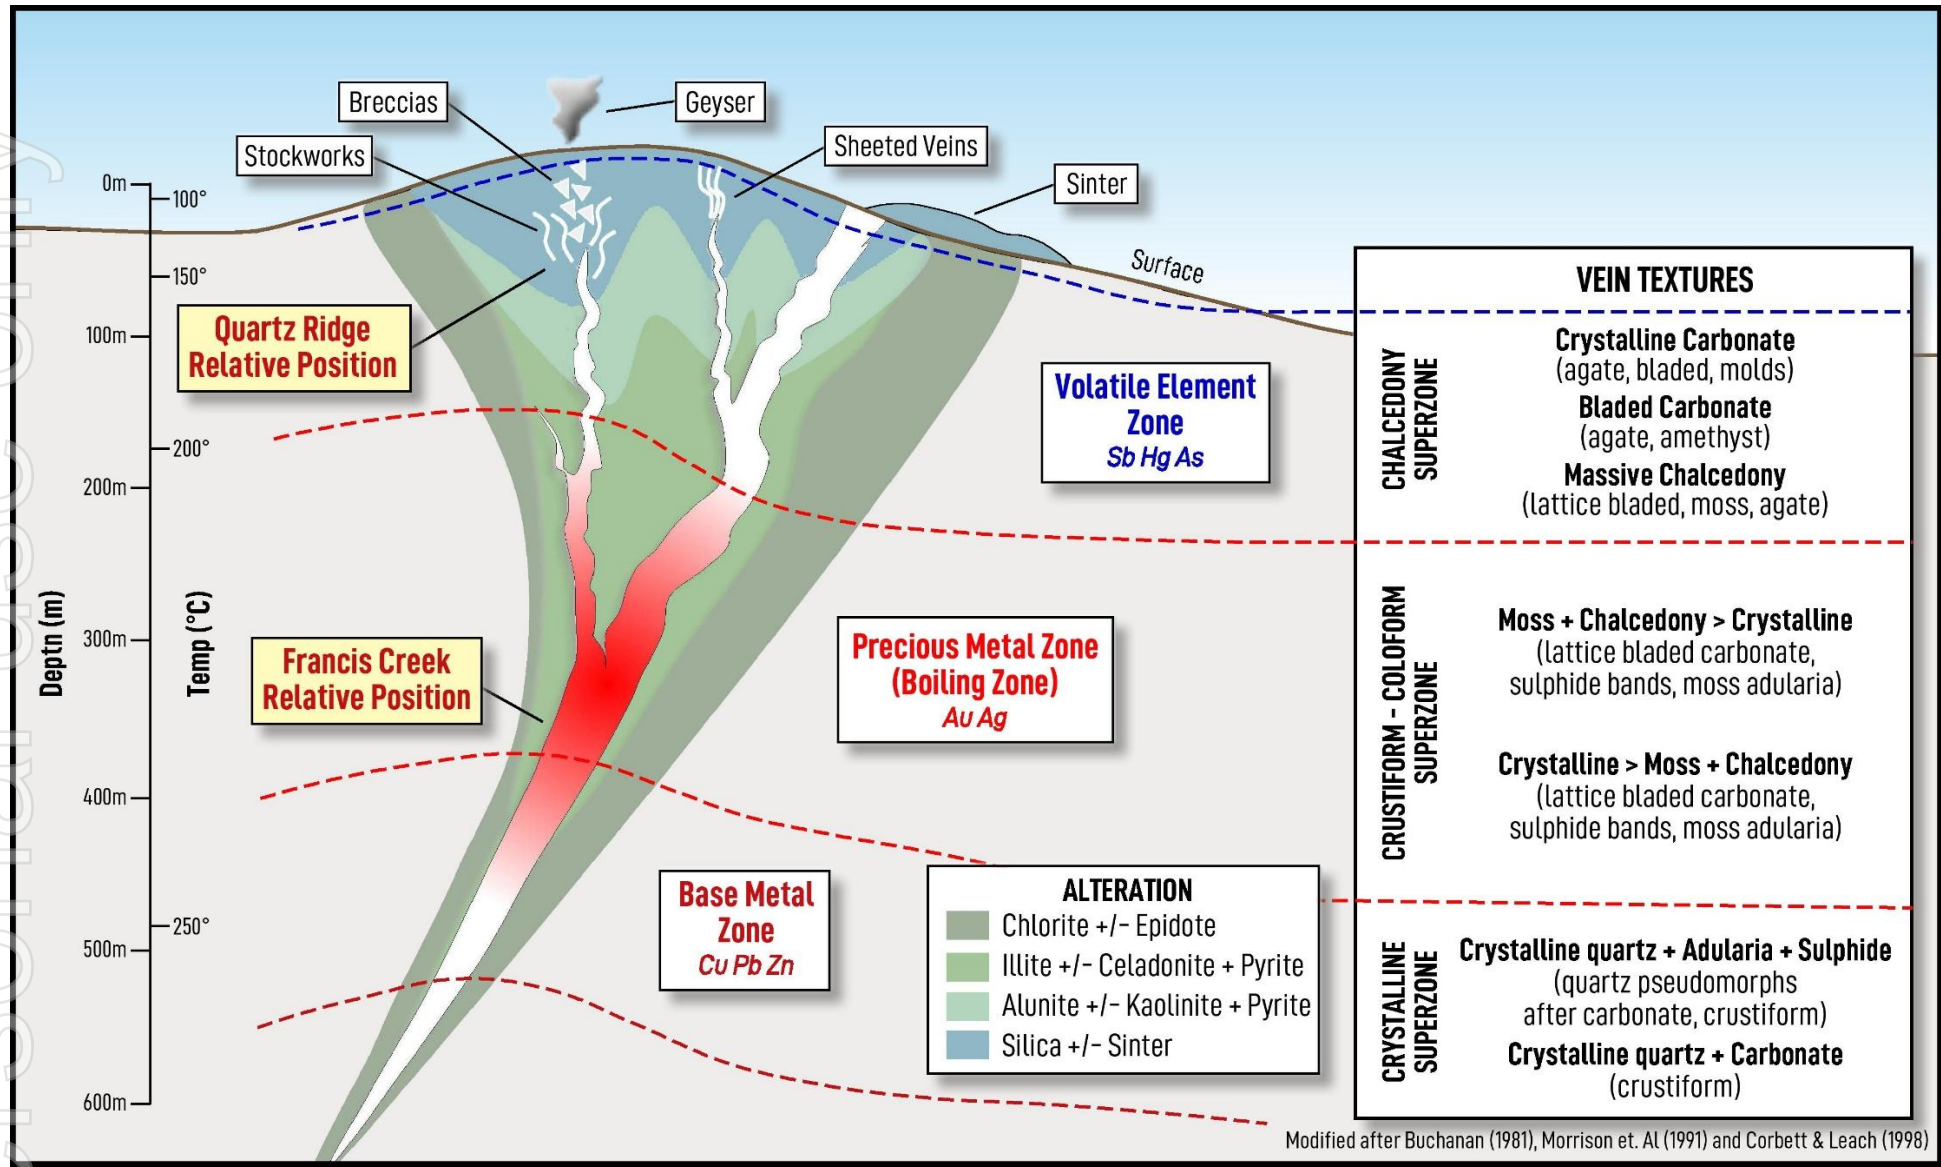 Breccias
Geyser
Stockworks
Sheeted Veins
Sinter
Surface
0m
100m
200m
300m
400m
500m
600m
100°
150°
200°
250°
Deptn (m)
Temp (°C)
Quartz Ridge
Relative Position
Francis Creek
Relative Position
Volatile Element
Zone
Sb Hg As
Precious Metal Zone
(Boiling Zone)
Au Ag
Base Metal
Zone
Cu Pb Zn
ALTERATION
Chlorite +/- Epidote
Illite +/- Celadonite + Pyrite
Alunite +/- Kaolinite + Pyrite
Silica +/- Sinter
VEIN TEXTURES
CHALCEDONY
SUPERZONE
Crystalline Carbonate
(agate, bladed, molds)
Bladed Carbonate
(agate, amethyst)
Massive Chalcedony
(lattice bladed, moss, agate)
CRUSTIFORM - COLOFORM
SUPERZONE
Moss + Chalcedony > Crystalline
(lattice bladed carbonate,
sulphide bands, moss adularia)
Crystalline > Moss + Chalcedony
(lattice bladed carbonate,
sulphide bands, moss adularia)
CRYSTALLINE
SUPERZONE
Crystalline quartz + Adularia + Sulphide
(quartz pseudomorphs
after carbonate, crustiform)
Crystalline quartz + Carbonate
(crustiform)
Modified after Buchanan (1981), Morrison et. Al (1991) and Corbett & Leach (1998)